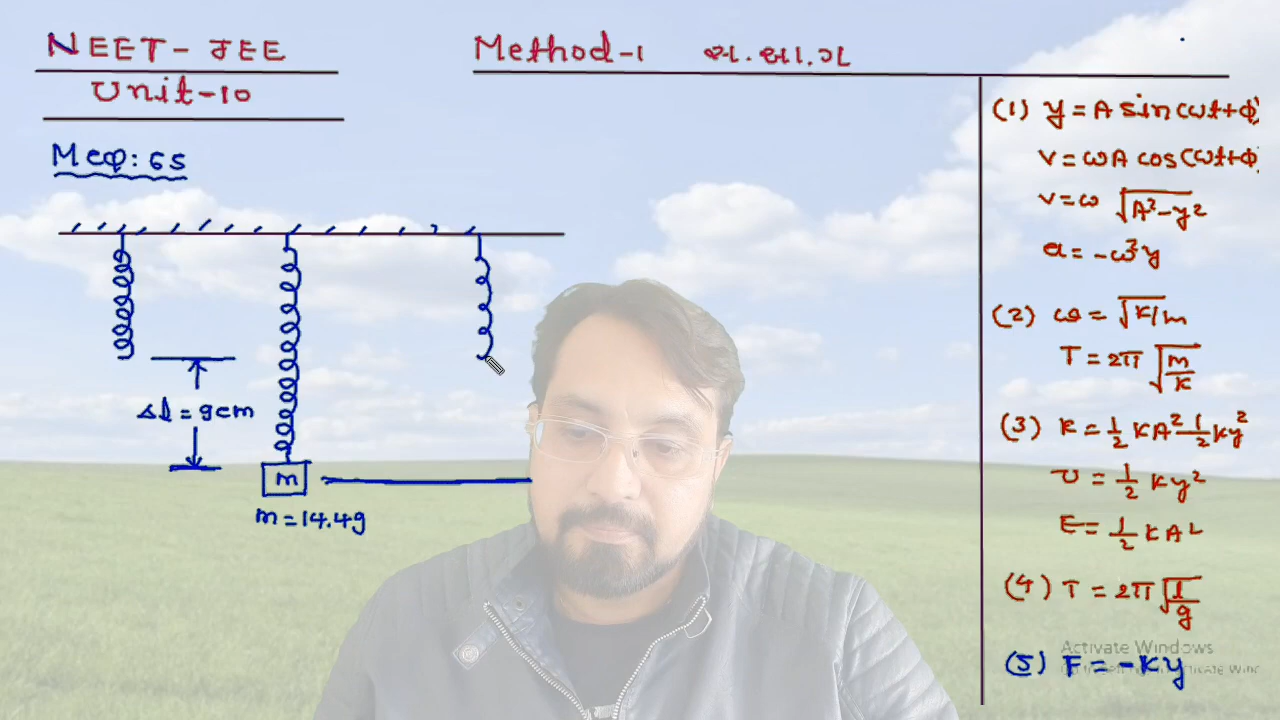 NEET - JEE
Unit-10
Method-1 સ.આ.ગ
Mcq: 65
Δl = 9cm
m
m = 14.4g
(1) y = A sin(ωt+φ)
v = ωA cos(ωt+φ)
v = ω √A²-y²
a = -ω²y
(2) ω = √k/m
T = 2π √m/k
(3) K = 1/2 KA² - 1/2 Ky²
U = 1/2 Ky²
E = 1/2 KA²
(4) T = 2π √l/g
Activate Windows
(5) F = -Ky